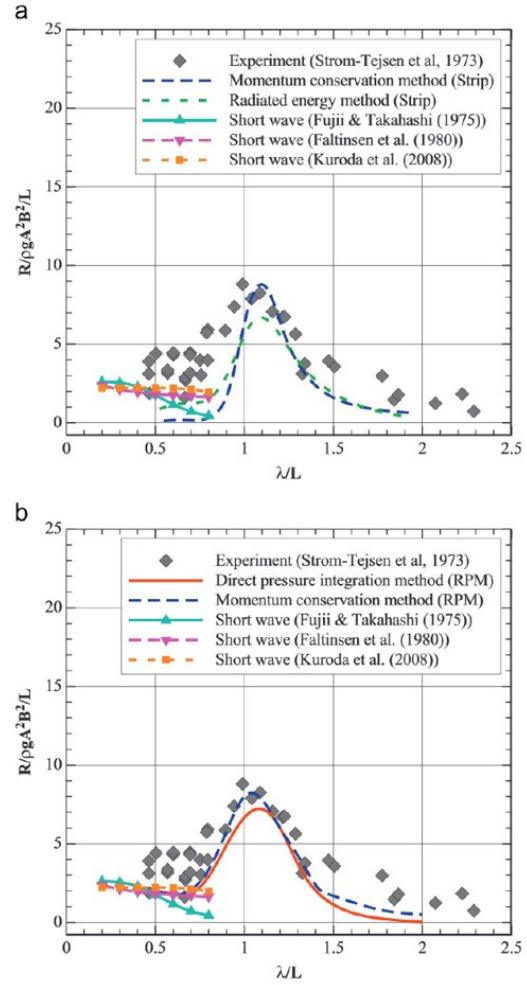 a
25
20
15
10
5
0
R/ρgA²B²/L
Experiment (Strom-Tejsen et al, 1973)
Momentum conservation method (Strip)
Radiated energy method (Strip)
Short wave (Fujii & Takahashi (1975))
Short wave (Faltinsen et al. (1980))
Short wave (Kuroda et al. (2008))
0 0.5 1 1.5 2 2.5
λ/L
b
25
20
15
10
5
0
R/ρgA²B²/L
Experiment (Strom-Tejsen et al, 1973)
Direct pressure integration method (RPM)
Momentum conservation method (RPM)
Short wave (Fujii & Takahashi (1975))
Short wave (Faltinsen et al. (1980))
Short wave (Kuroda et al. (2008))
0 0.5 1 1.5 2 2.5
λ/L